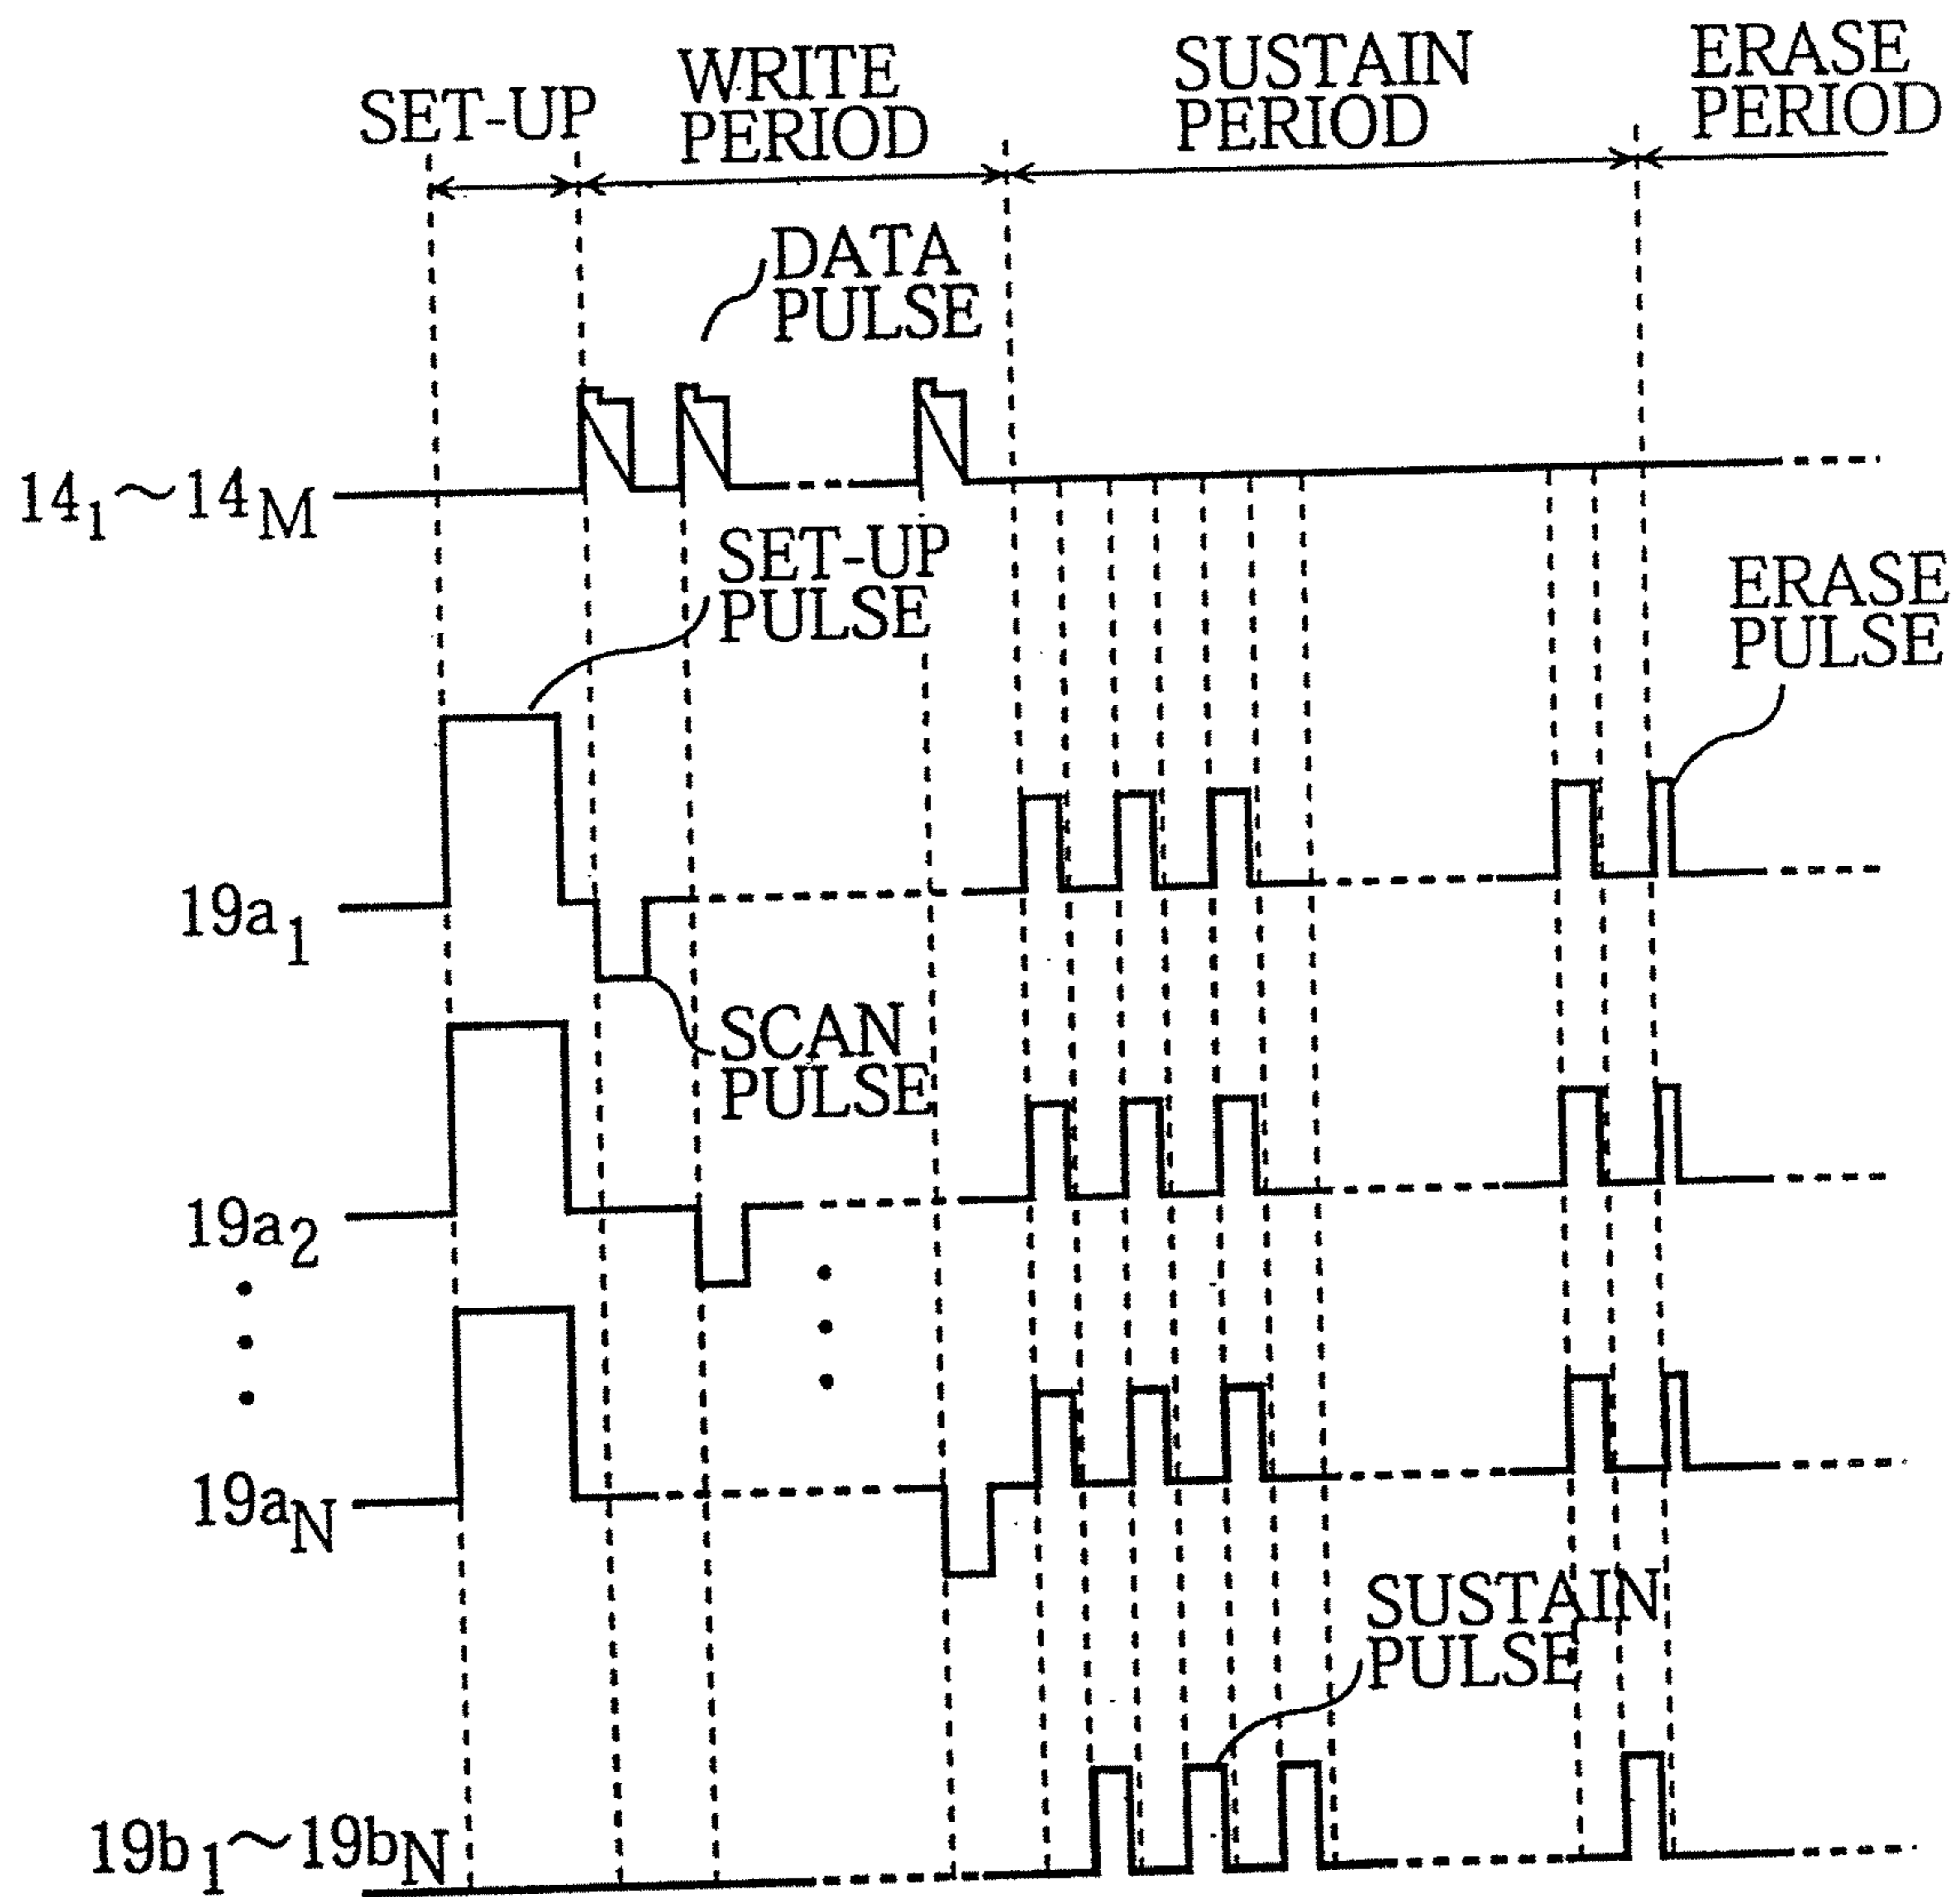 SET-UP
WRITE
PERIOD
SUSTAIN
PERIOD
ERASE
PERIOD
DATA
PULSE
14₁~14M
SET-UP
PULSE
ERASE
PULSE
19a₁
SCAN
PULSE
19a₂
19aN
SUSTAIN
PULSE
19b₁~19bN